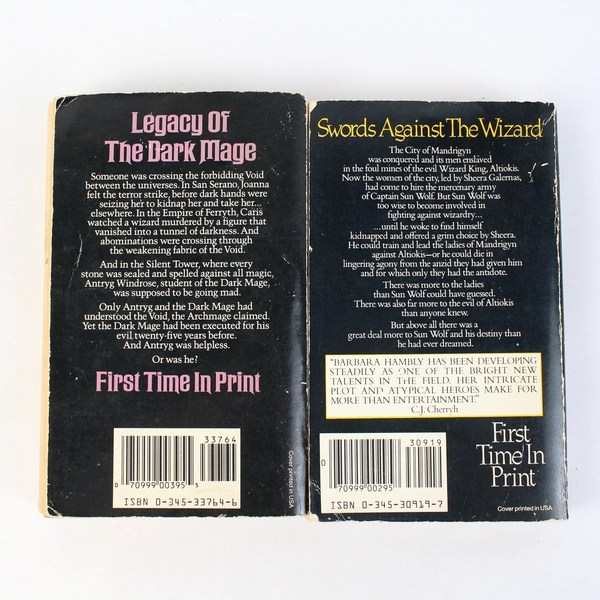 Legacy Of
The Dark Mage
Someone was crossing the forbidding Void
between the universes. In San Serano, Joanna
felt the terror strike, before dark hands were
seizing her to kidnap her and take her...
elsewhere. In the Empire of Ferryth, Caris
watched a wizard murdered by a figure that
vanished into a tunnel of darkness. And
abominations were crossing through
the weakening fabric of the Void.
And in the Silent Tower, where every
stone was sealed and spelled against all magic,
Antryg Windrose, student of the Dark Mage,
was supposed to be going mad.
Only Antryg and the Dark Mage had
understood the Void, the Archmage claimed.
Yet the Dark Mage had been executed for his
evil twenty-five years before.
And Antryg was helpless.
Or was he?
First Time In Print
33764
0 70999 00395 5
ISBN 0-345-33764-6
Cover printed in USA
Swords Against The Wizard
The City of Mandrigyn
was conquered and its men enslaved
in the foul mines of the evil Wizard King, Altiokis.
Now the women of the city, led by Sheera Galernas,
had come to hire the mercenary army
of Captain Sun Wolf. But Sun Wolf was
too wise to become involved in
fighting against wizardry...
...until he woke to find himself
kidnapped and offered a grim choice by Sheera.
He could train and lead the ladies of Mandrigyn
against Altiokis—or he could die in
lingering agony from the anzid they had given him
and for which only they had the antidote.
There was more to the ladies
than Sun Wolf could have guessed.
There was also far more to the evil of Altiokis
than anyone knew.
But above all there was a
great deal more to Sun Wolf and his destiny than
he had ever dreamed.
"BARBARA HAMBLY HAS BEEN DEVELOPING
STEADILY AS ONE OF THE BRIGHT NEW
TALENTS IN THE FIELD. HER INTRICATE
PLOT AND ATYPICAL HEROES MAKE FOR
MORE THAN ENTERTAINMENT."
C.J. Cherryh
30919
0 70999 00295
ISBN 0-345-30919-7
First
Time In
Print
Cover printed in USA